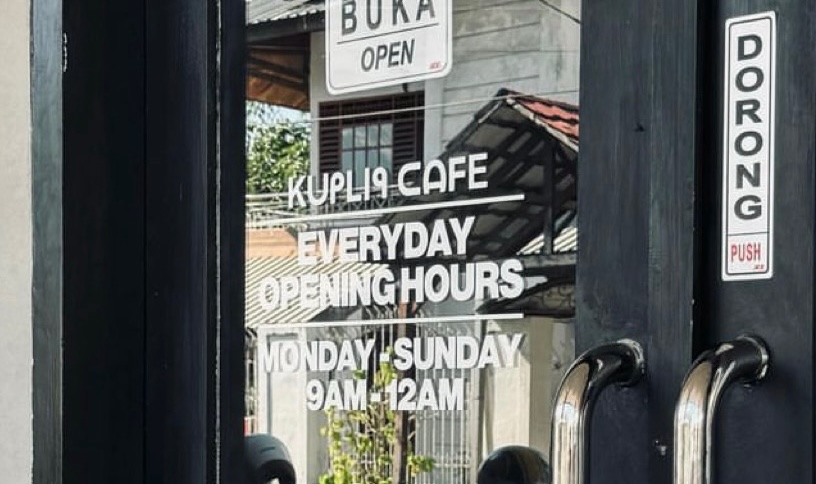 BUKA
OPEN
KUPLI9 CAFE
EVERYDAY
OPENING HOURS
MONDAY - SUNDAY
9AM - 12AM
DORONG
PUSH